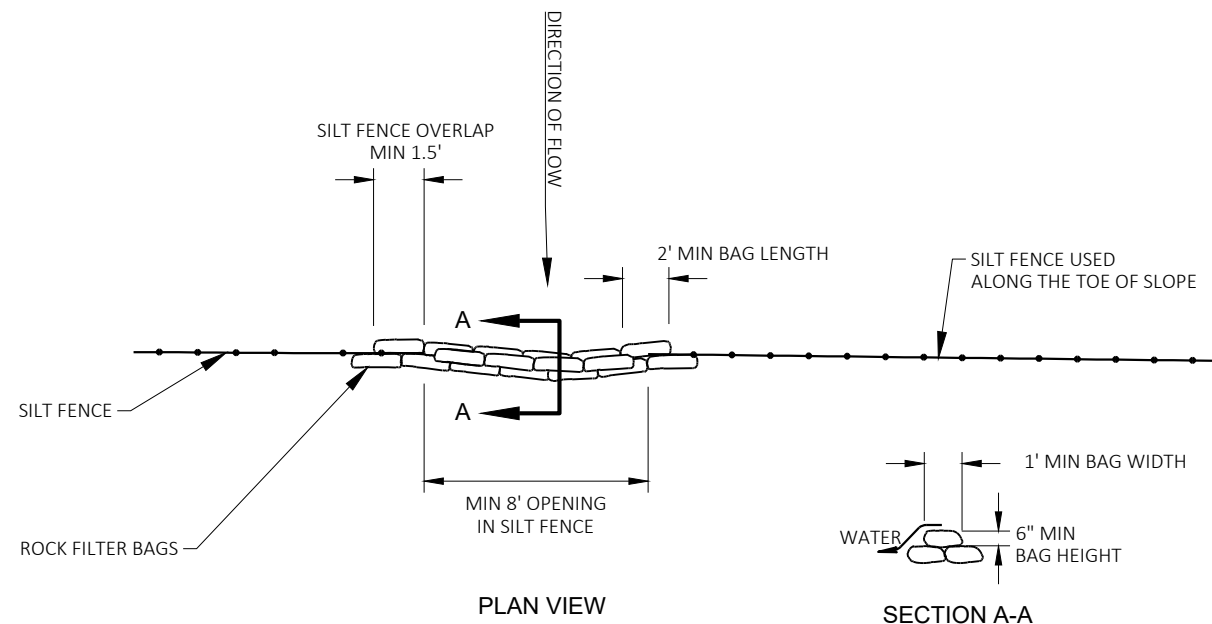 DIRECTION OF FLOW
SILT FENCE OVERLAP
MIN 1.5'
2' MIN BAG LENGTH
SILT FENCE USED
ALONG THE TOE OF SLOPE
A
A
SILT FENCE
MIN 8' OPENING
IN SILT FENCE
ROCK FILTER BAGS
1' MIN BAG WIDTH
WATER
6" MIN
BAG HEIGHT
PLAN VIEW
SECTION A-A